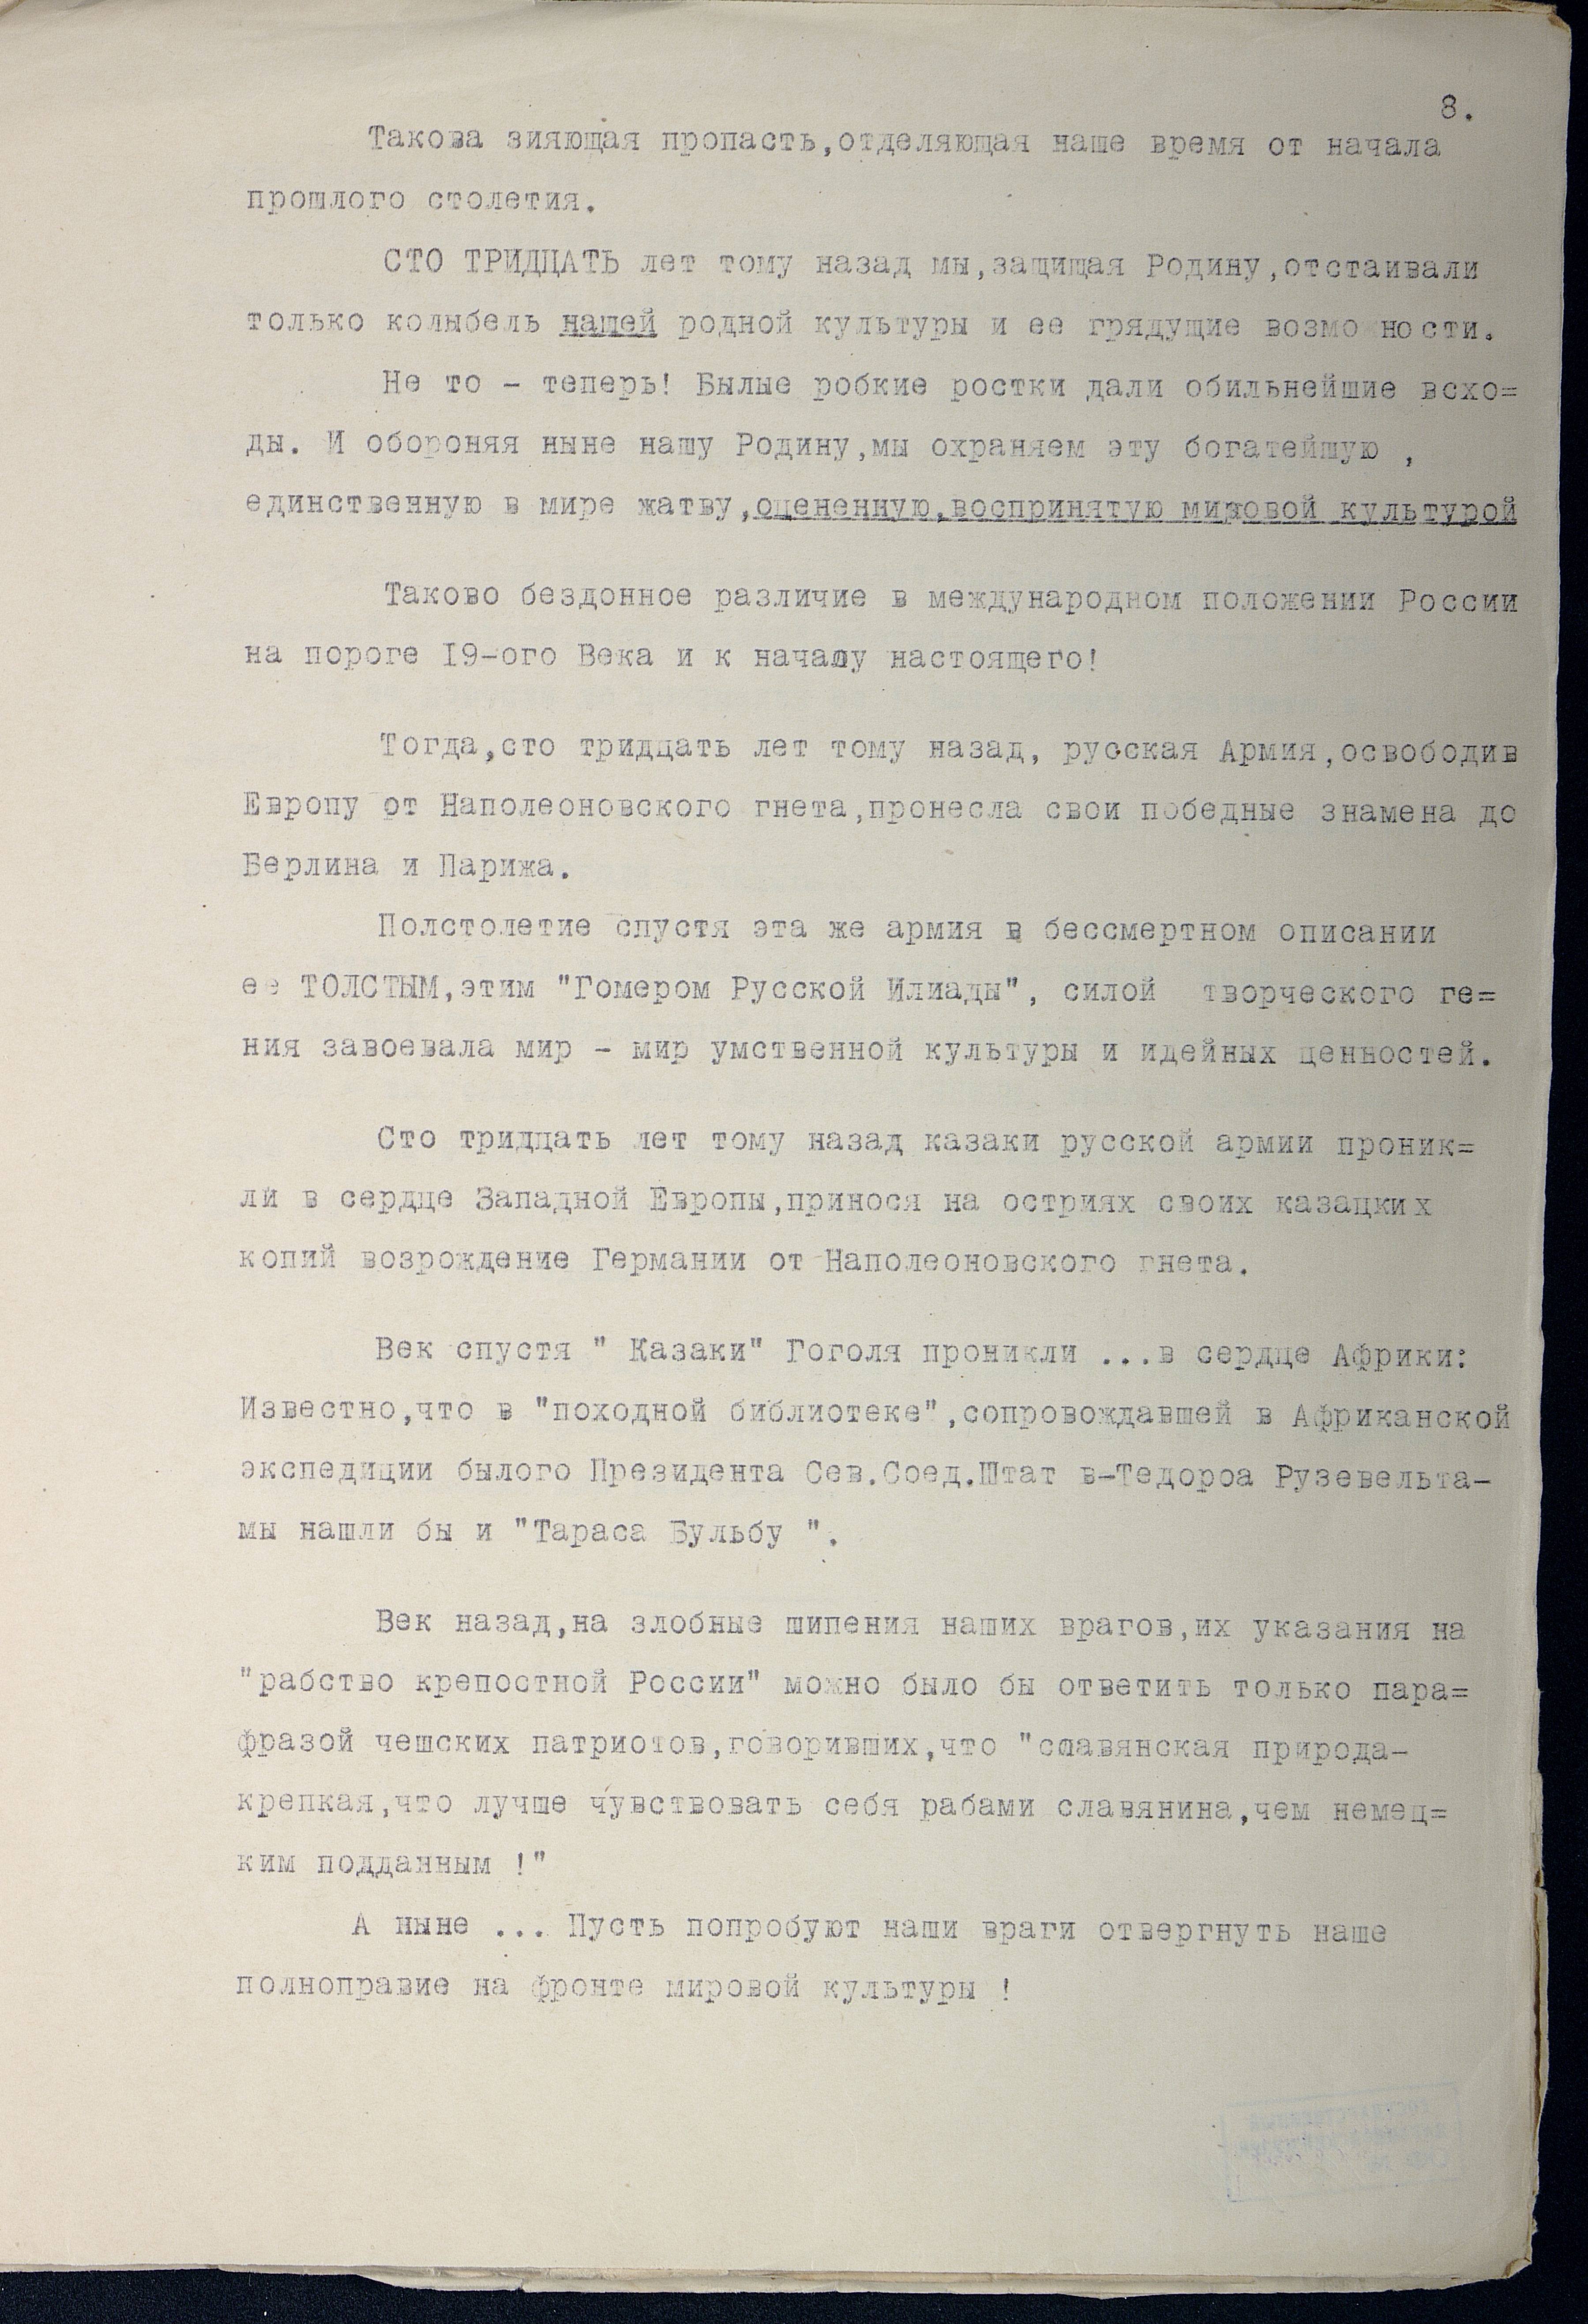 8.
Такова зияющая пропасть,отделяющая наше время от начала
прошлого столетия.
СТО ТРИДЦАТЬ лет тому назад мы,защищая Родину,отстаивали
только колыбель нашей родной культуры и ее грядущие возмо ности.
Не то - теперь! Былые робкие ростки дали обильнейшие всхо=
ды. И обороняя ныне нашу Родину,мы охраняем эту богатейшую ,
единственную в мире жатву,оцененную,воспринятую мировой культурой
Таково бездонное различие в международном положении России
на пороге I9-ого Века и к началу настоящего!
Тогда,сто тридцать лет тому назад, русская Армия,освободив
Европу от Наполеоновского гнета,пронесла свои победные знамена до
Берлина и Парижа.
Полстолетие спустя эта же армия в бессмертном описании
ее ТОЛСТЫМ,этим "Гомером Русской Илиады", силой творческого ге=
ния завоевала мир - мир умственной культуры и идейных ценностей.
Сто тридцать лет тому назад казаки русской армии проник=
ли в сердце Западной Европы,принося на остриях своих казацких
копий возрождение Германии от Наполеоновского гнета.
Век спустя " Казаки" Гоголя проникли ...в сердце Африки:
Известно,что в "походной библиотеке",сопровождавшей в Африканской
экспедиции былого Президента Сев.Соед.Штат в-Тедороа Рузевельта-
мы нашли бы и "Тараса Бульбу ".
Век назад,на злобные шипения наших врагов,их указания на
"рабство крепостной России" можно было бы ответить только пара=
фразой чешских патриотов,говоривших,что "славянская природа-
крепкая,что лучше чувствовать себя рабами славянина,чем немец=
ким подданным !"
А ныне ... Пусть попробуют наши враги отвергнуть наше
полноправие на фронте мировой культуры !